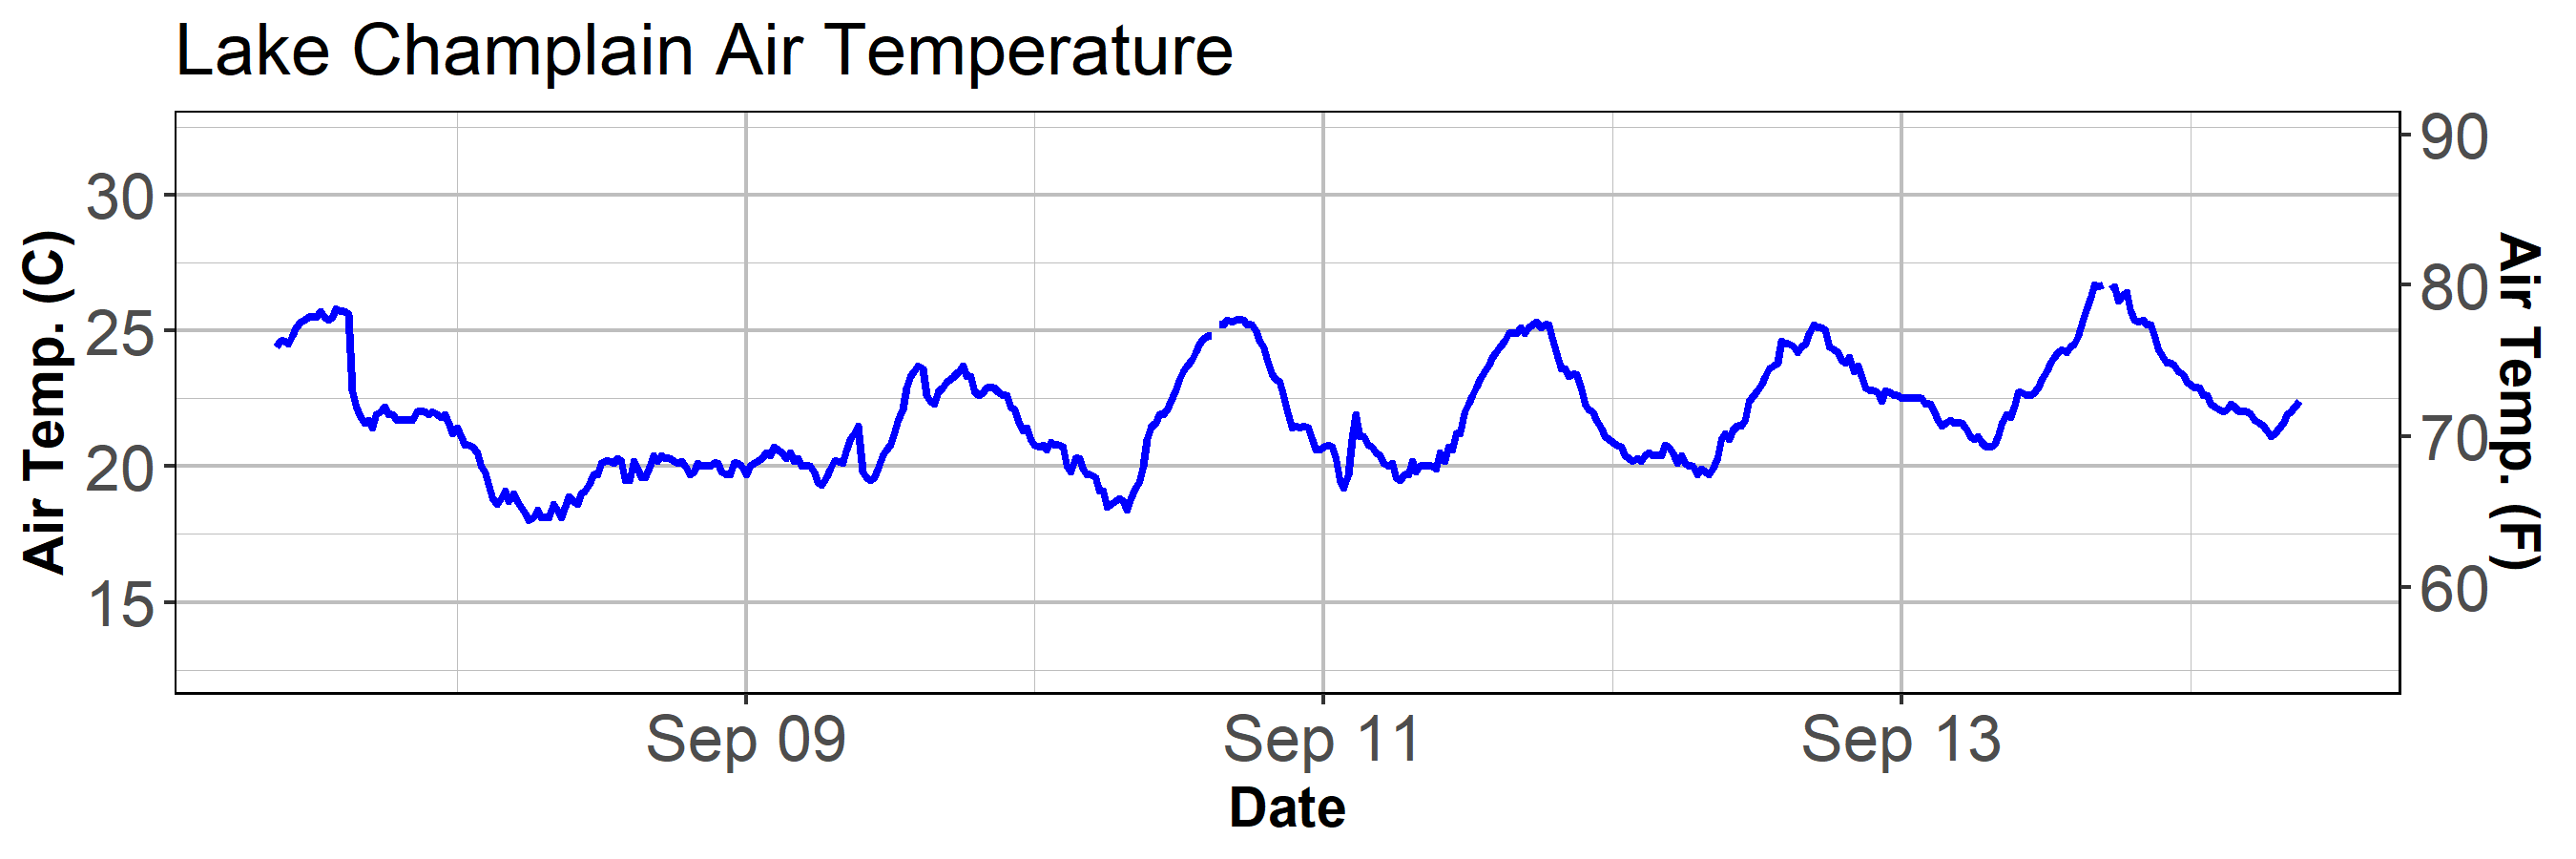 Lake Champlain Air Temperature
Air Temp. (C)
30
25
20
15
90
80
70
60
Air Temp. (F)
Sep 09
Sep 11
Sep 13
Date